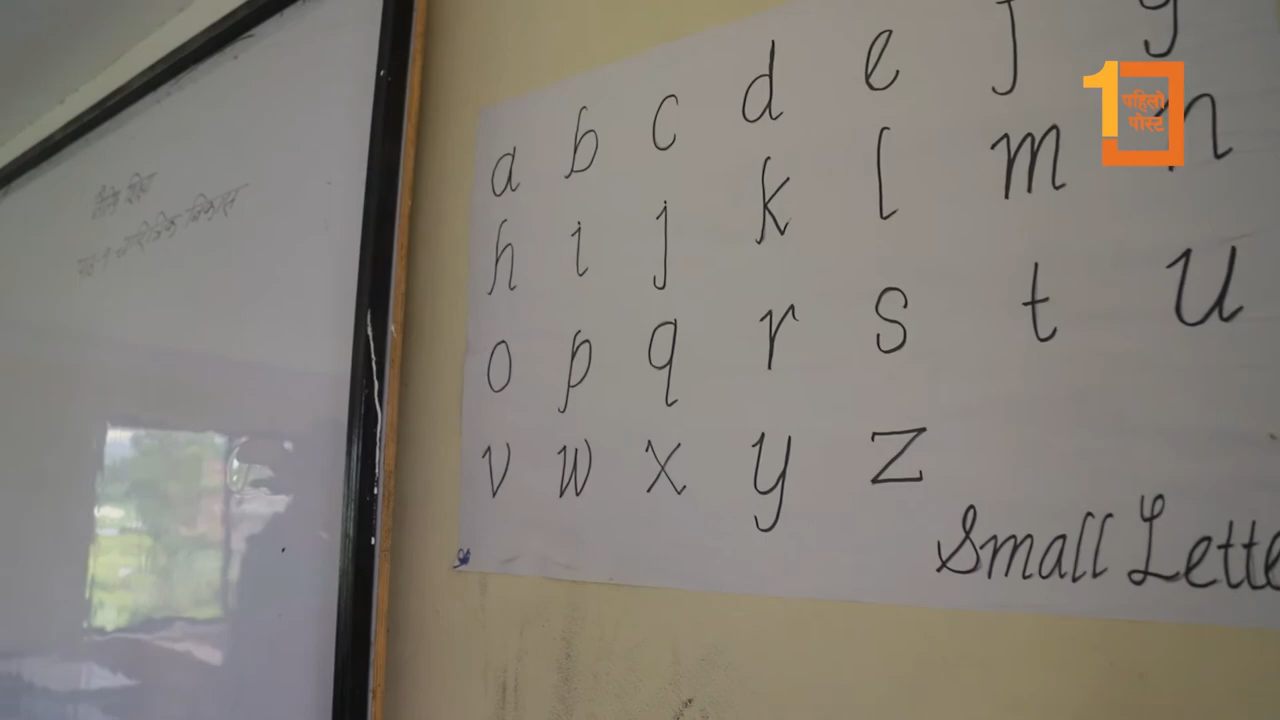 a b c d e f g
h i j k l m n
o p q r s t u
v w x y z
Small Lette
पहिलो
पोस्ट